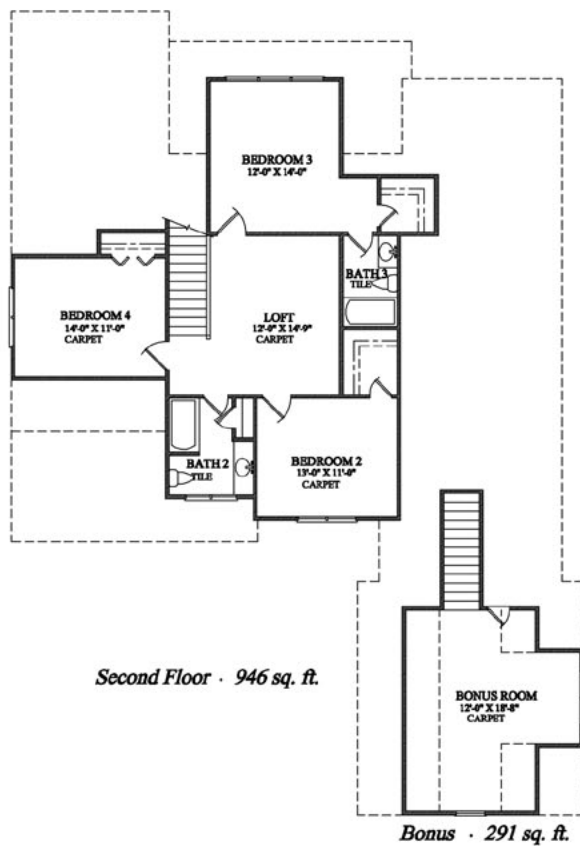 BEDROOM 3
12'-0" X 14'-0"
BATH 3
TILE
BEDROOM 4
14'-0" X 11'-0"
CARPET
LOFT
12'-0" X 14'-9"
CARPET
BATH 2
TILE
BEDROOM 2
13'-0" X 11'-0"
CARPET
Second Floor · 946 sq. ft.
BONUS ROOM
12'-0" X 18'-8"
CARPET
Bonus · 291 sq. ft.